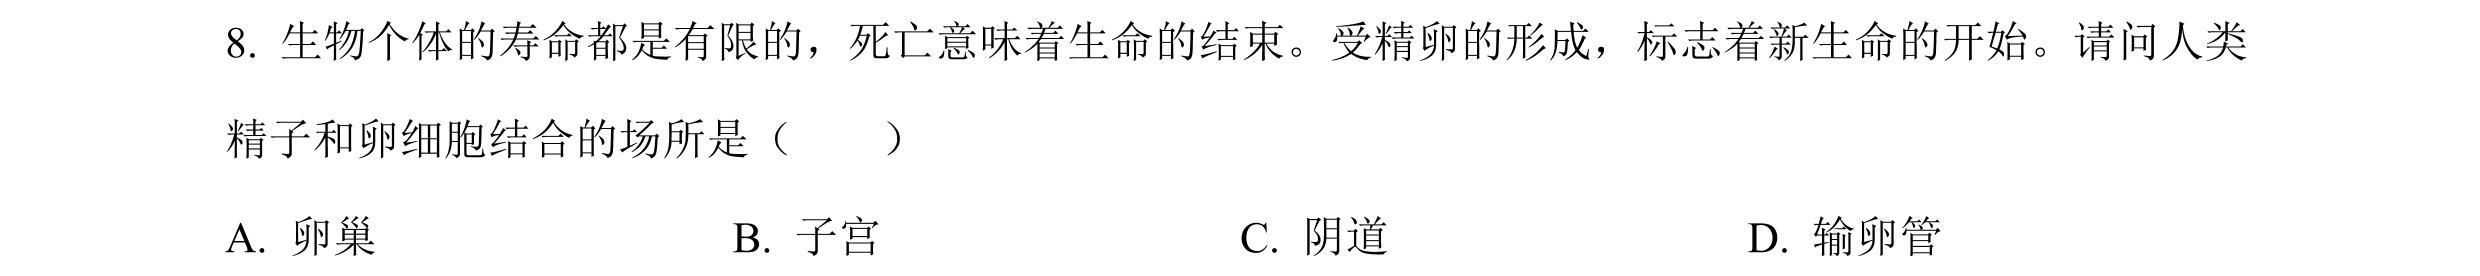 8. 生物个体的寿命都是有限的，死亡意味着生命的结束。受精卵的形成，标志着新生命的开始。请问人类
精子和卵细胞结合的场所是（　　）
A. 卵巢　　B. 子宫　　C. 阴道　　D. 输卵管